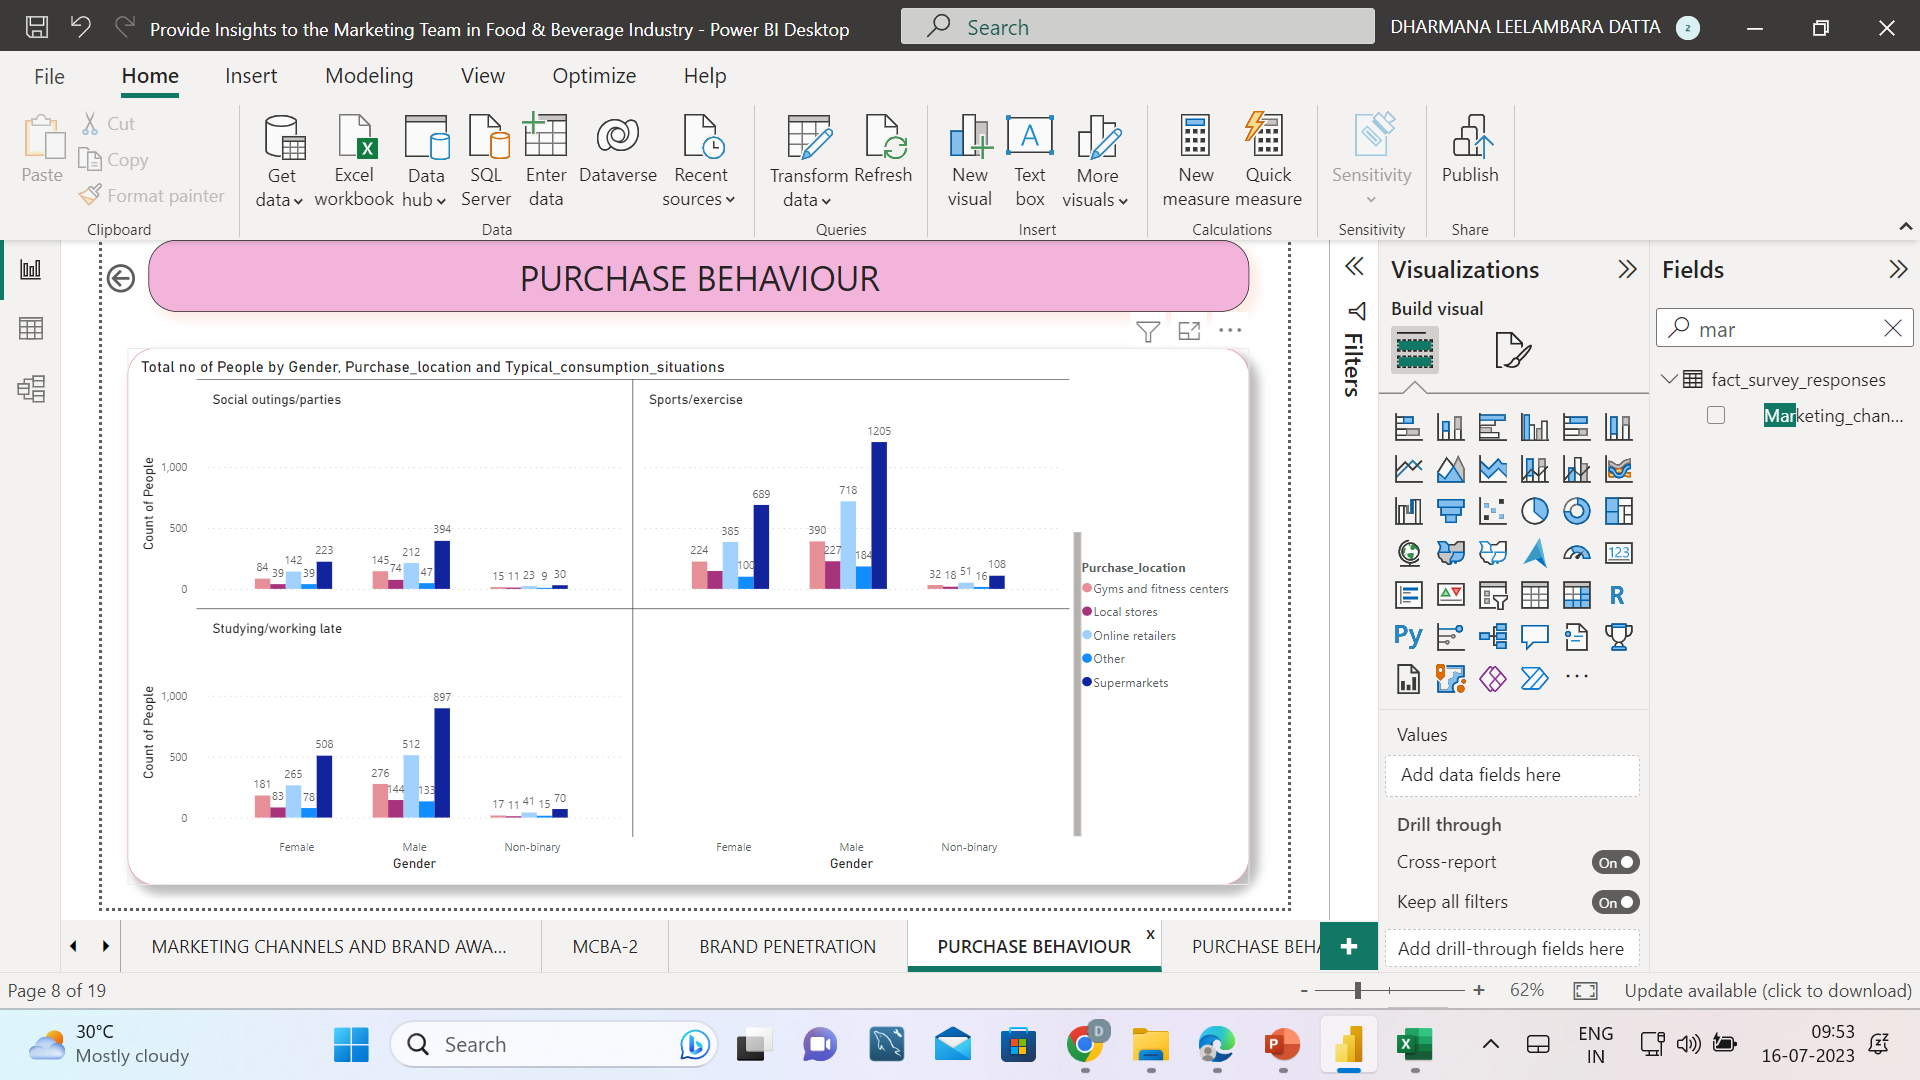 Provide Insights to the Marketing Team in Food & Beverage Industry - Power BI Desktop
Search
DHARMANA LEELAMBARA DATTA
2
File
Home
Insert
Modeling
View
Optimize
Help
Paste
Cut
Copy
Format painter
Clipboard
Get data
Excel workbook
Data hub
SQL Server
Enter data
Dataverse
Recent sources
Data
Transform data
Refresh
Queries
New visual
Text box
More visuals
Insert
New measure
Quick measure
Calculations
Sensitivity
Sensitivity
Publish
Share
PURCHASE BEHAVIOUR
Total no of People by Gender, Purchase_location and Typical_consumption_situations
Social outings/parties
Count of People
1,000
500
0
84
39
142
39
223
145
74
212
47
394
15
11
23
9
30
Sports/exercise
224
385
100
689
390
227
718
184
1205
32
18
51
16
108
Studying/working late
Count of People
1,000
500
0
181
83
265
78
508
276
144
512
133
897
17
11
41
15
70
Female
Male
Non-binary
Gender
Female
Male
Non-binary
Gender
Purchase_location
Gyms and fitness centers
Local stores
Online retailers
Other
Supermarkets
Filters
Visualizations
Build visual
123
R
Py
Values
Add data fields here
Drill through
Cross-report
On
Keep all filters
On
Add drill-through fields here
Fields
mar
fact_survey_responses
Marketing_chan...
MARKETING CHANNELS AND BRAND AWA...
MCBA-2
BRAND PENETRATION
PURCHASE BEHAVIOUR
x
PURCHASE BEHA
Page 8 of 19
62%
Update available (click to download)
30°C
Mostly cloudy
Search
D
ENG
IN
09:53
16-07-2023